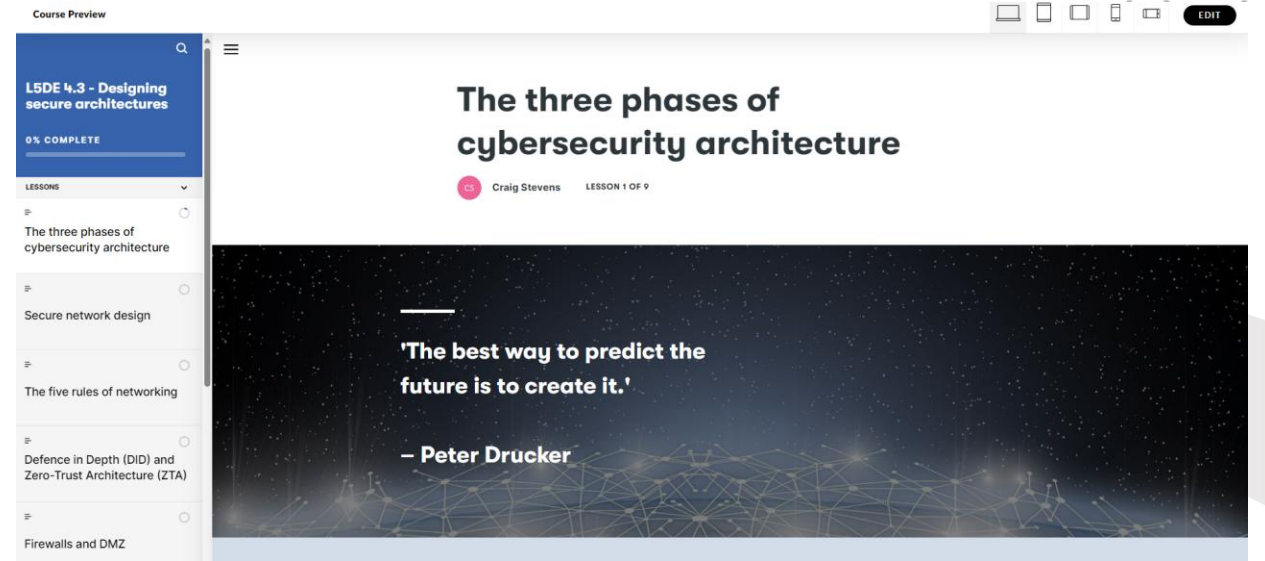 Course Preview
EDIT
L5DE 4.3 - Designing
secure architectures
0% COMPLETE
LESSONS
The three phases of
cybersecurity architecture
Secure network design
The five rules of networking
Defence in Depth (DID) and
Zero-Trust Architecture (ZTA)
Firewalls and DMZ
The three phases of
cybersecurity architecture
CS Craig Stevens LESSON 1 OF 9
'The best way to predict the
future is to create it.'
– Peter Drucker